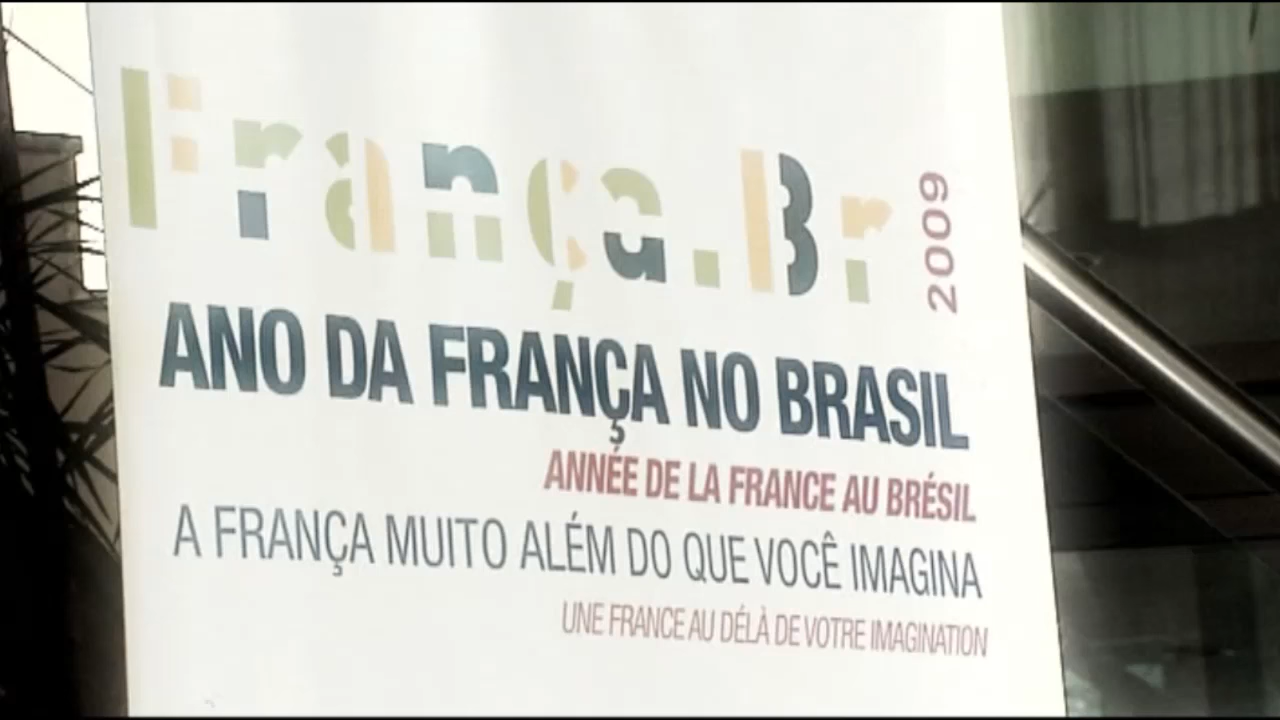 França.Br
2009
ANO DA FRANÇA NO BRASIL
ANNÉE DE LA FRANCE AU BRÉSIL
A FRANÇA MUITO ALÉM DO QUE VOCÊ IMAGINA
UNE FRANCE AU DÉLÀ DE VOTRE IMAGINATION